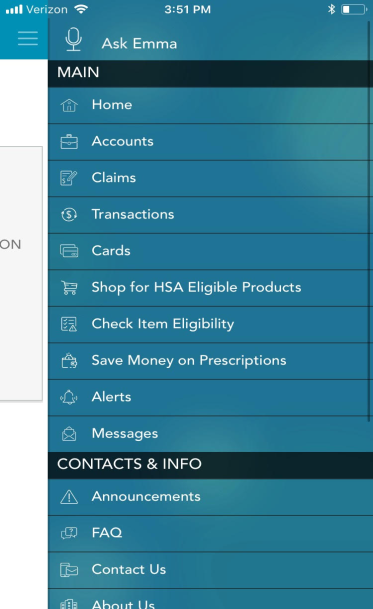 Verizon 3:51 PM
Ask Emma
MAIN
Home
Accounts
Claims
Transactions
ON
Cards
Shop for HSA Eligible Products
Check Item Eligibility
Save Money on Prescriptions
Alerts
Messages
CONTACTS & INFO
Announcements
FAQ
Contact Us
About Us